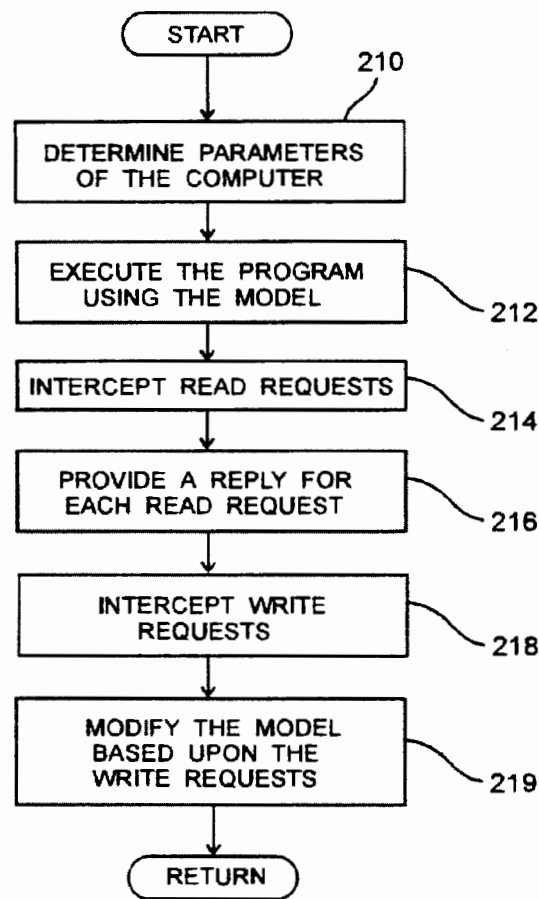 START
210
DETERMINE PARAMETERS
OF THE COMPUTER
EXECUTE THE PROGRAM
USING THE MODEL
212
INTERCEPT READ REQUESTS
214
PROVIDE A REPLY FOR
EACH READ REQUEST
216
INTERCEPT WRITE
REQUESTS
218
MODIFY THE MODEL
BASED UPON THE
WRITE REQUESTS
219
RETURN